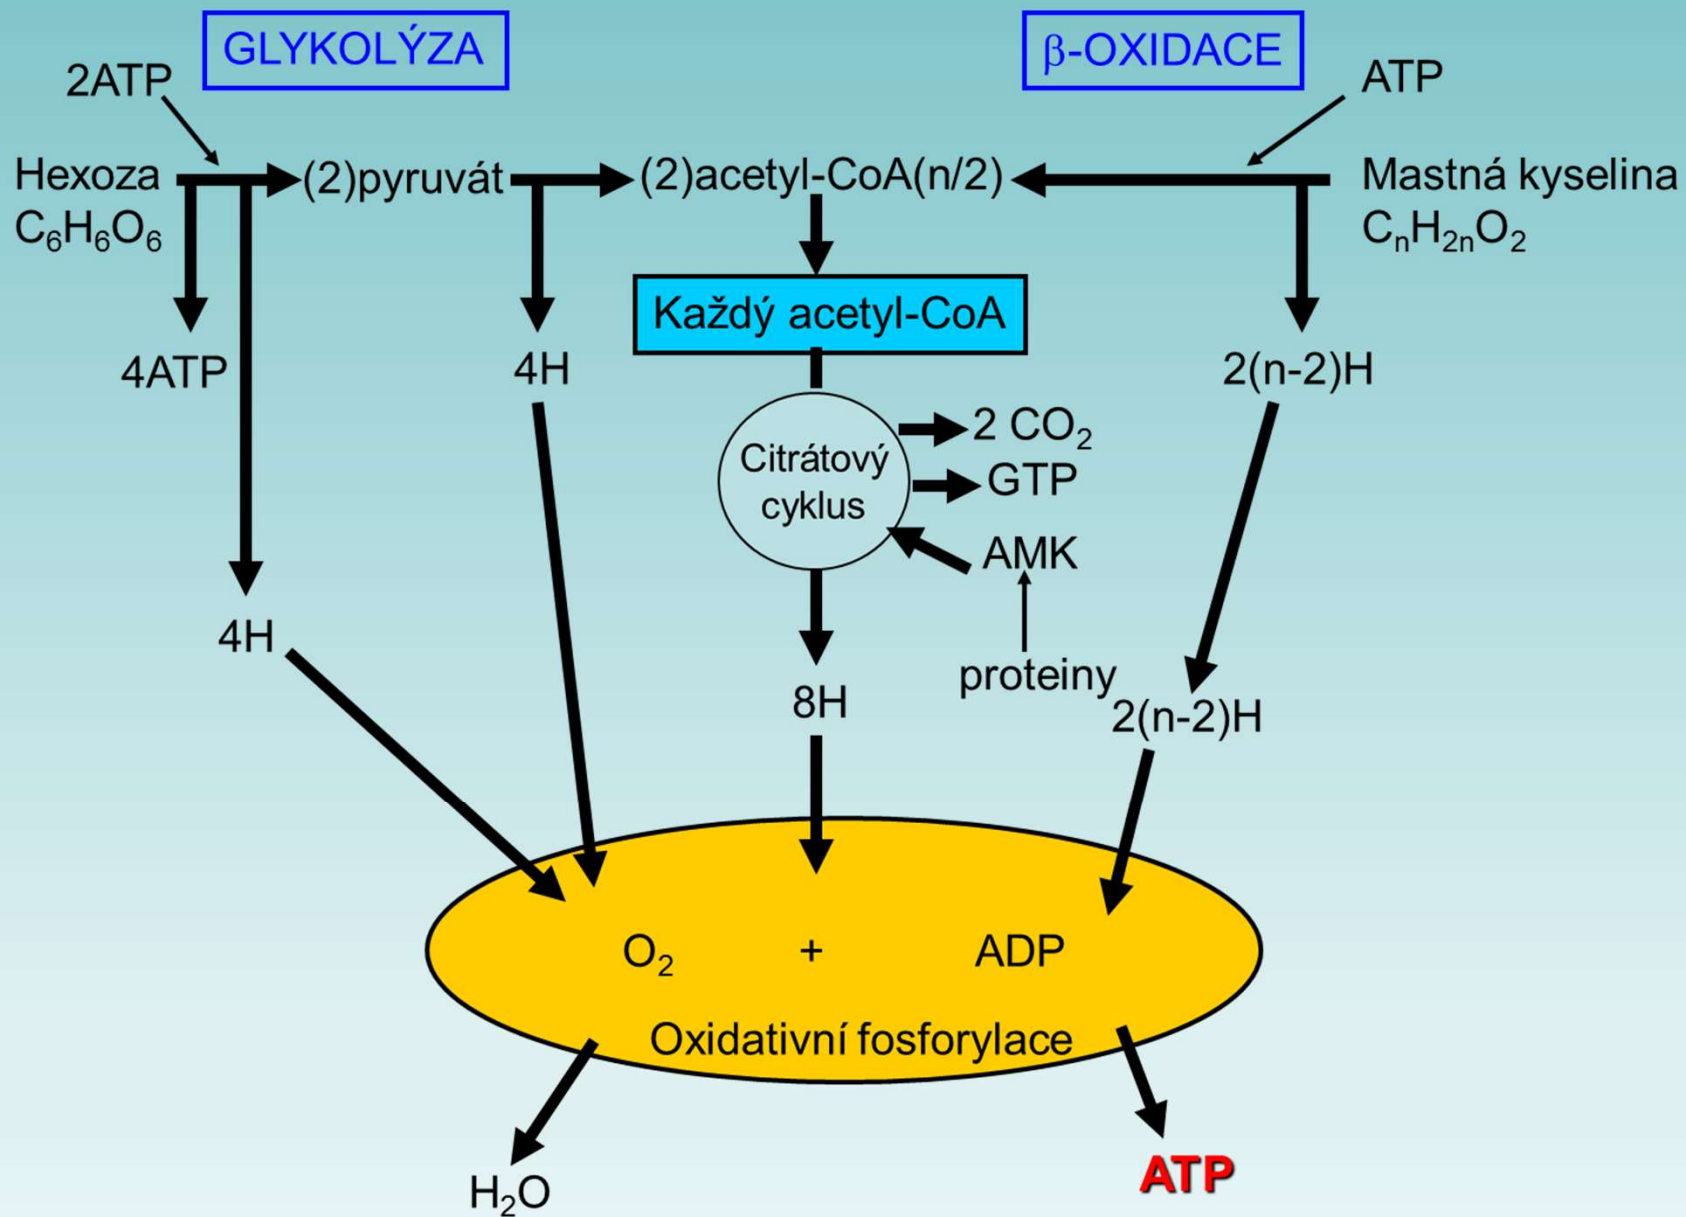 GLYKOLÝZA
β-OXIDACE
2ATP
ATP
Hexoza
C₆H₆O₆
(2)pyruvát
(2)acetyl-CoA(n/2)
Mastná kyselina
CₙH₂ₙO₂
Každý acetyl-CoA
4ATP
4H
2(n-2)H
Citrátový
cyklus
2 CO₂
GTP
AMK
4H
8H
proteiny
2(n-2)H
O₂ + ADP
Oxidativní fosforylace
H₂O
ATP